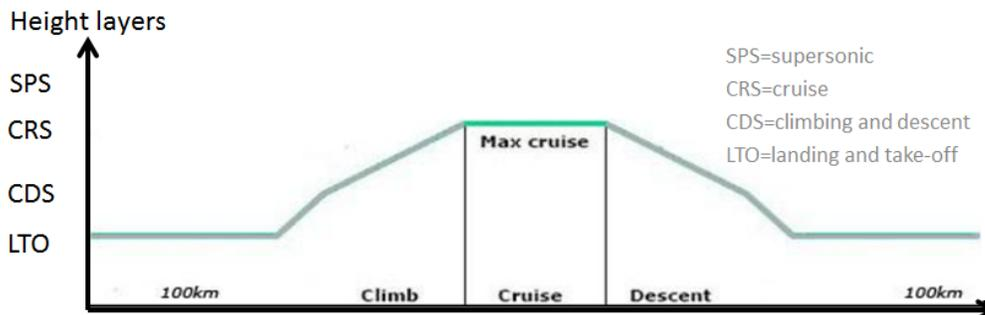 Height layers
SPS
CRS
CDS
LTO
SPS=supersonic
CRS=cruise
CDS=climbing and descent
LTO=landing and take-off
Max cruise
100km
Climb
Cruise
Descent
100km